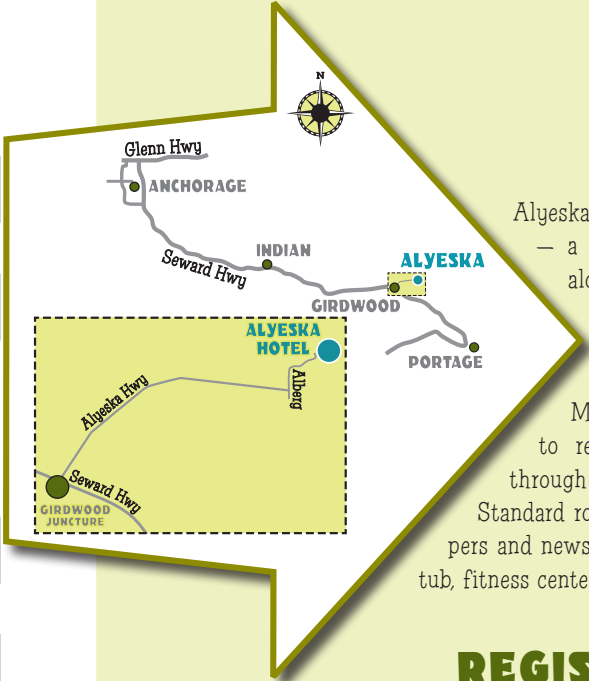 N
Glenn Hwy
ANCHORAGE
INDIAN
Seward Hwy
ALYESKA
GIRDWOOD
PORTAGE
ALYESKA
HOTEL
Alyeska Hwy
Alberg
Seward Hwy
GIRDWOOD
JUNCTURE
Alyeska
— a
alo
M
to re
through
Standard ro
pers and news
tub, fitness cente
REGIS